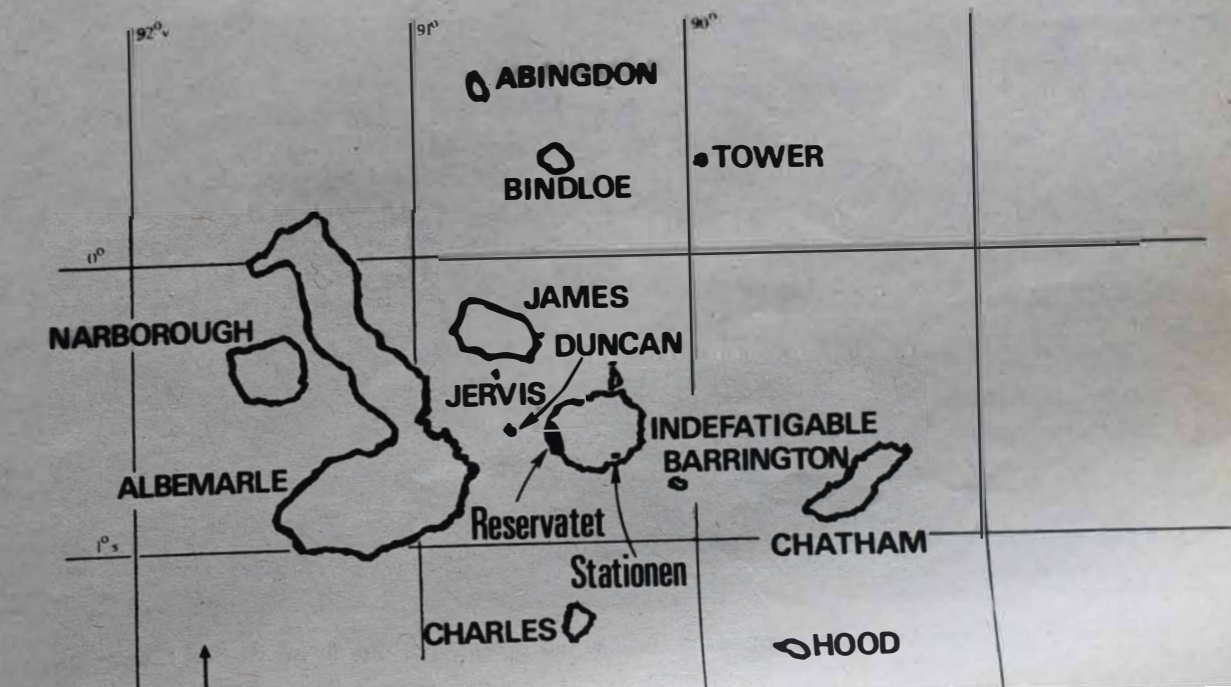 92°v
91°
90°
ABINGDON
TOWER
BINDLOE
0°
JAMES
NARBOROUGH
DUNCAN
JERVIS
INDEFATIGABLE
BARRINGTON
ALBEMARLE
Reservatet
1°s
CHATHAM
Stationen
CHARLES
HOOD